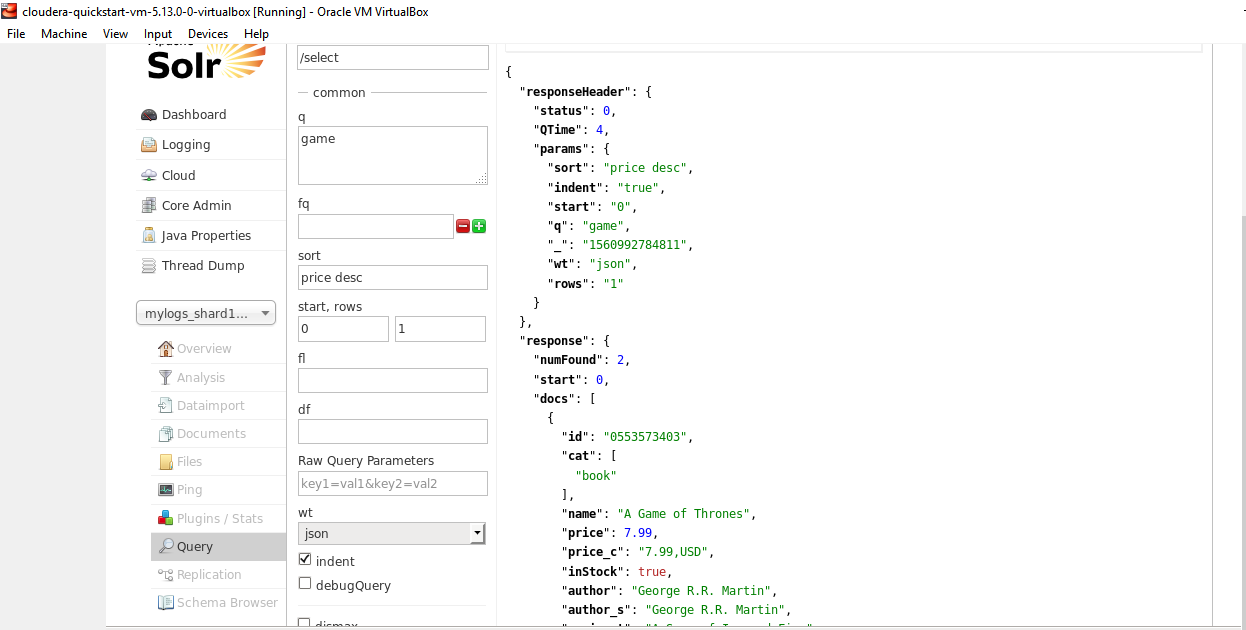 cloudera-quickstart-vm-5.13.0-0-virtualbox [Running] - Oracle VM VirtualBox
File Machine View Input Devices Help
Apache
Solr
Dashboard
Logging
Cloud
Core Admin
Java Properties
Thread Dump
mylogs_shard1...
Overview
Analysis
Dataimport
Documents
Files
Ping
Plugins / Stats
Query
Replication
Schema Browser
/select
common
q
game
fq
sort
price desc
start, rows
0 1
fl
df
Raw Query Parameters
key1=val1&key2=val2
wt
json
indent
debugQuery
dismax
{
"responseHeader": {
"status": 0,
"QTime": 4,
"params": {
"sort": "price desc",
"indent": "true",
"start": "0",
"q": "game",
"_": "1560992784811",
"wt": "json",
"rows": "1"
}
},
"response": {
"numFound": 2,
"start": 0,
"docs": [
{
"id": "0553573403",
"cat": [
"book"
],
"name": "A Game of Thrones",
"price": 7.99,
"price_c": "7.99,USD",
"inStock": true,
"author": "George R.R. Martin",
"author_s": "George R.R. Martin",